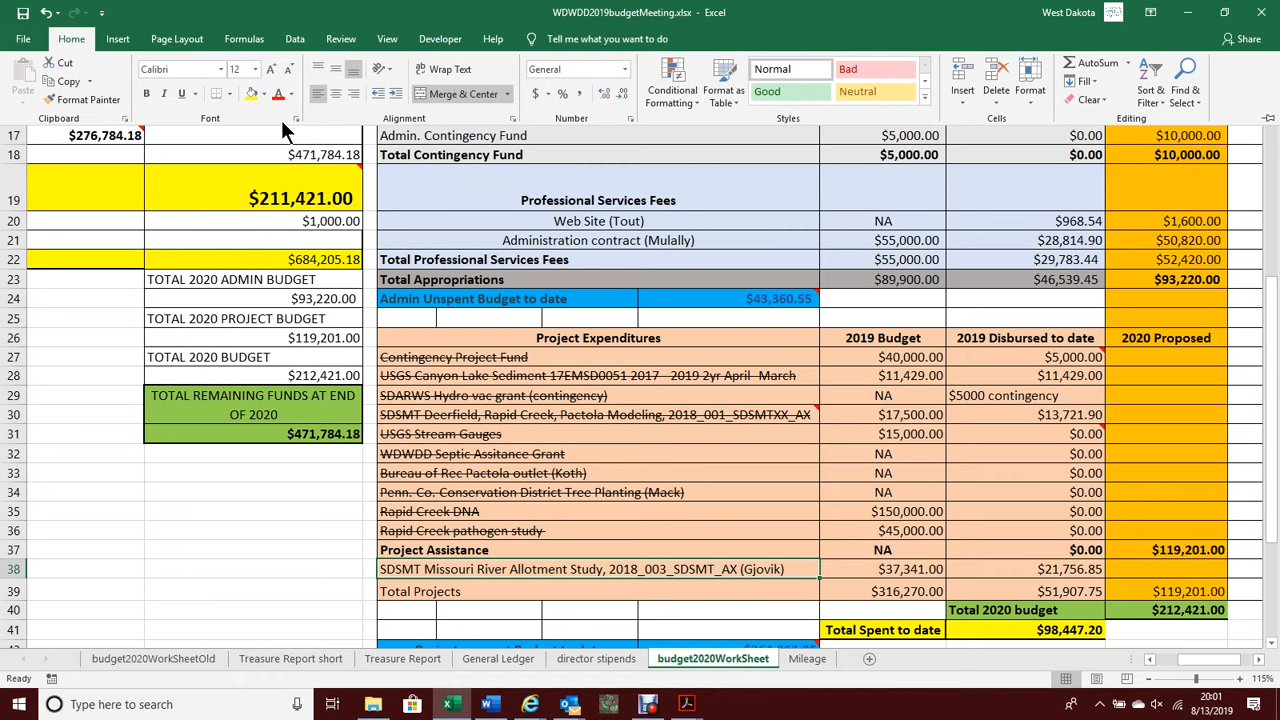 WDWDD2019budgetMeeting.xlsx - Excel
West Dakota
File Home Insert Page Layout Formulas Data Review View Developer Help Tell me what you want to do Share
Paste
Cut
Copy
Format Painter
Calibri 12
B I U
Wrap Text
Merge & Center
General
$ % ,
Conditional Formatting
Format as Table
Normal Bad
Good Neutral
Insert Delete Format
AutoSum
Fill
Clear
Sort & Filter
Find & Select
Clipboard Font Alignment Number Styles Cells Editing
17 $276,784.18 Admin. Contingency Fund $5,000.00 $0.00 $10,000.00
18 $471,784.18 Total Contingency Fund $5,000.00 $0.00 $10,000.00
19 $211,421.00 Professional Services Fees
20 $1,000.00 Web Site (Tout) NA $968.54 $1,600.00
21 Administration contract (Mulally) $55,000.00 $28,814.90 $50,820.00
22 $684,205.18 Total Professional Services Fees $55,000.00 $29,783.44 $52,420.00
23 TOTAL 2020 ADMIN BUDGET Total Appropriations $89,900.00 $46,539.45 $93,220.00
24 $93,220.00 Admin Unspent Budget to date $43,360.55
25 TOTAL 2020 PROJECT BUDGET
26 $119,201.00 Project Expenditures 2019 Budget 2019 Disbursed to date 2020 Proposed
27 TOTAL 2020 BUDGET Contingency Project Fund $40,000.00 $5,000.00
28 $212,421.00 USGS Canyon Lake Sediment 17EMSD0051 2017 - 2019 2yr April- March $11,429.00 $11,429.00
29 TOTAL REMAINING FUNDS AT END SDARWS Hydro vac grant (contingency) NA $5000 contingency
30 OF 2020 SDSMT Deerfield, Rapid Creek, Pactola Modeling, 2018_001_SDSMTXX_AX $17,500.00 $13,721.90
31 $471,784.18 USGS Stream Gauges $15,000.00 $0.00
32 WDWDD Septic Assitance Grant NA $0.00
33 Bureau of Rec Pactola outlet (Koth) NA $0.00
34 Penn. Co. Conservation District Tree Planting (Mack) NA $0.00
35 Rapid Creek DNA $150,000.00 $0.00
36 Rapid Creek pathogen study $45,000.00 $0.00
37 Project Assistance NA $0.00 $119,201.00
38 SDSMT Missouri River Allotment Study, 2018_003_SDSMT_AX (Gjovik) $37,341.00 $21,756.85
39 Total Projects $316,270.00 $51,907.75 $119,201.00
40 Total 2020 budget $212,421.00
41 Total Spent to date $98,447.20
budget2020WorkSheetOld Treasure Report short Treasure Report General Ledger director stipends budget2020WorkSheet Mileage
Ready 115%
Type here to search
20:01
8/13/2019